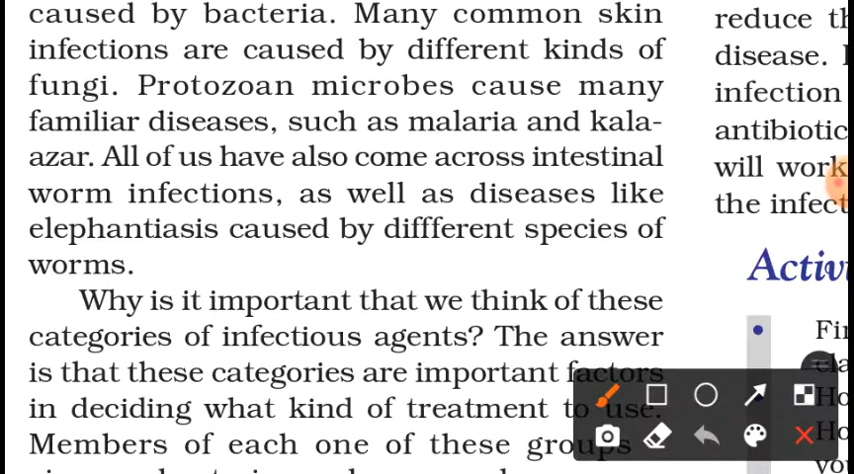 caused by bacteria. Many common skin
infections are caused by different kinds of
fungi. Protozoan microbes cause many
familiar diseases, such as malaria and kala-
azar. All of us have also come across intestinal
worm infections, as well as diseases like
elephantiasis caused by diffferent species of
worms.
Why is it important that we think of these
categories of infectious agents? The answer
is that these categories are important factors
in deciding what kind of treatment to use.
Members of each one of these groups
reduce
disease.
infection
antibiotic
will work
the infect
Activ